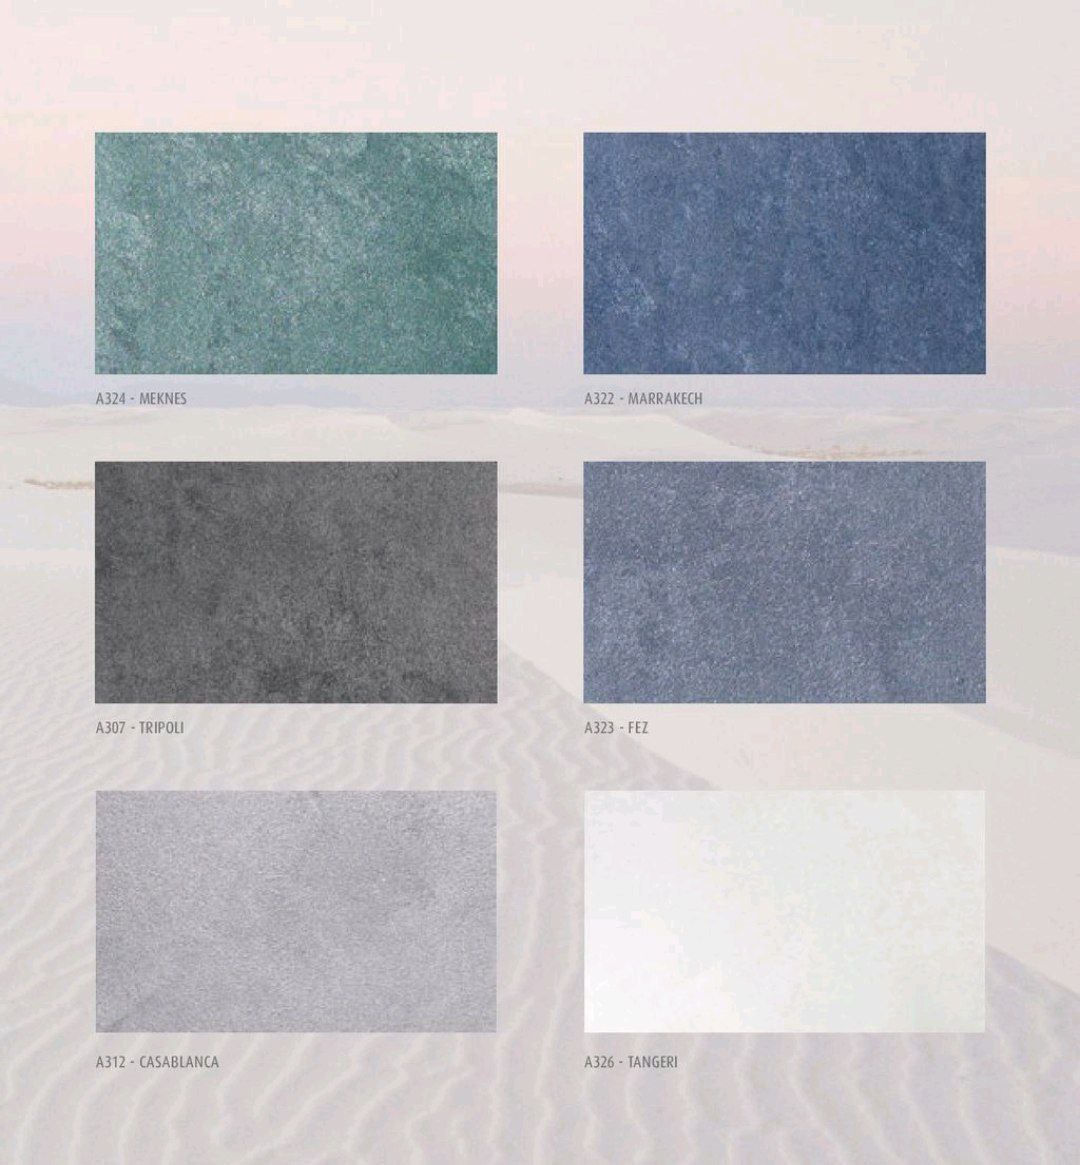 A324 - MEKNES
A322 - MARRAKECH
A307 - TRIPOLI
A323 - FEZ
A312 - CASABLANCA
A326 - TANGERI